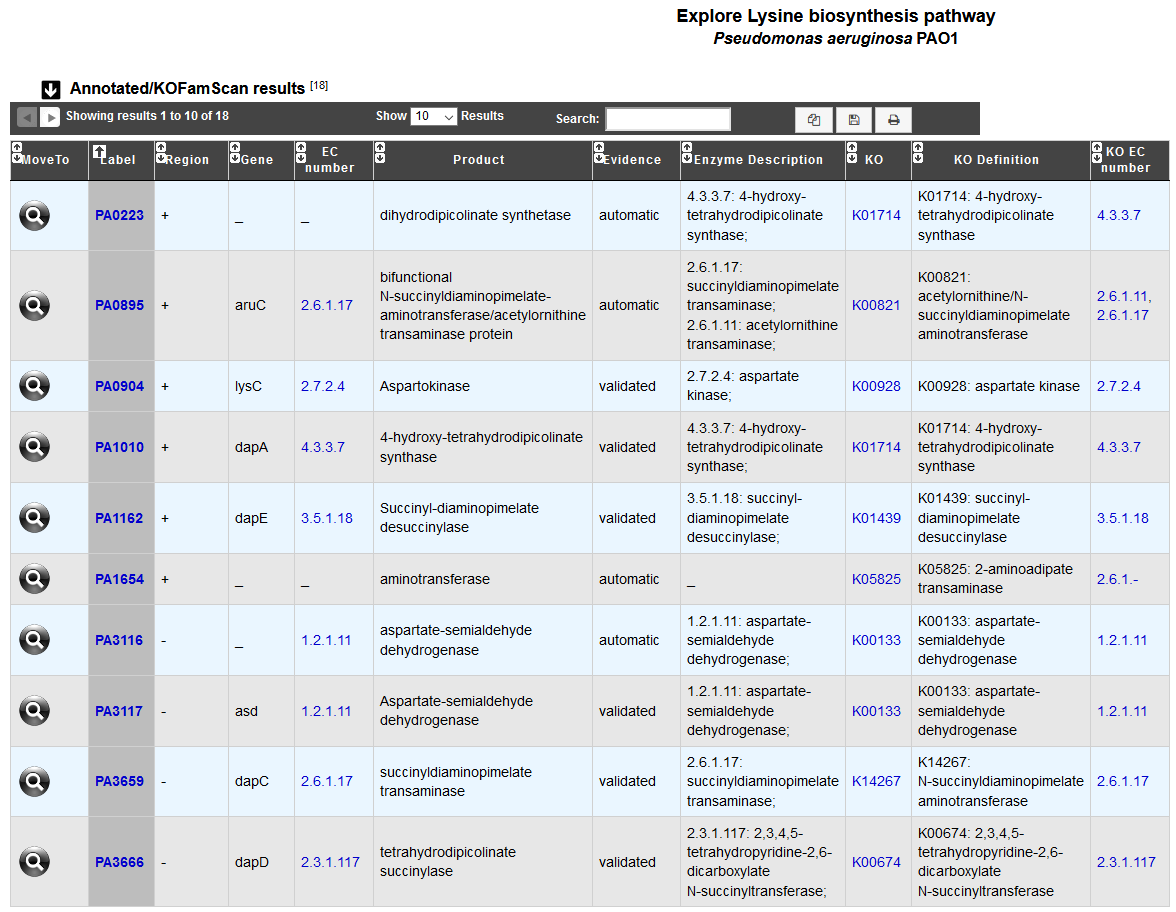 Explore Lysine biosynthesis pathway
Pseudomonas aeruginosa PAO1
Annotated/KOFamScan results [18]
Showing results 1 to 10 of 18 Show 10 Results Search:
MoveTo Label Region Gene EC number Product Evidence Enzyme Description KO KO Definition KO EC number
PA0223 + _ _ dihydrodipicolinate synthetase automatic 4.3.3.7: 4-hydroxy-tetrahydrodipicolinate synthase; K01714 K01714: 4-hydroxy-tetrahydrodipicolinate synthase 4.3.3.7
PA0895 + aruC 2.6.1.17 bifunctional N-succinyldiaminopimelate-aminotransferase/acetylornithine transaminase protein automatic 2.6.1.17: succinyldiaminopimelate transaminase; 2.6.1.11: acetylornithine transaminase; K00821 K00821: acetylornithine/N-succinyldiaminopimelate aminotransferase 2.6.1.11, 2.6.1.17
PA0904 + lysC 2.7.2.4 Aspartokinase validated 2.7.2.4: aspartate kinase; K00928 K00928: aspartate kinase 2.7.2.4
PA1010 + dapA 4.3.3.7 4-hydroxy-tetrahydrodipicolinate synthase validated 4.3.3.7: 4-hydroxy-tetrahydrodipicolinate synthase; K01714 K01714: 4-hydroxy-tetrahydrodipicolinate synthase 4.3.3.7
PA1162 + dapE 3.5.1.18 Succinyl-diaminopimelate desuccinylase validated 3.5.1.18: succinyl-diaminopimelate desuccinylase; K01439 K01439: succinyl-diaminopimelate desuccinylase 3.5.1.18
PA1654 + _ _ aminotransferase automatic _ K05825 K05825: 2-aminoadipate transaminase 2.6.1.-
PA3116 - _ 1.2.1.11 aspartate-semialdehyde dehydrogenase automatic 1.2.1.11: aspartate-semialdehyde dehydrogenase; K00133 K00133: aspartate-semialdehyde dehydrogenase 1.2.1.11
PA3117 - asd 1.2.1.11 Aspartate-semialdehyde dehydrogenase validated 1.2.1.11: aspartate-semialdehyde dehydrogenase; K00133 K00133: aspartate-semialdehyde dehydrogenase 1.2.1.11
PA3659 - dapC 2.6.1.17 succinyldiaminopimelate transaminase validated 2.6.1.17: succinyldiaminopimelate transaminase; K14267 K14267: N-succinyldiaminopimelate aminotransferase 2.6.1.17
PA3666 - dapD 2.3.1.117 tetrahydrodipicolinate succinylase validated 2.3.1.117: 2,3,4,5-tetrahydropyridine-2,6-dicarboxylate N-succinyltransferase; K00674 K00674: 2,3,4,5-tetrahydropyridine-2,6-dicarboxylate N-succinyltransferase 2.3.1.117